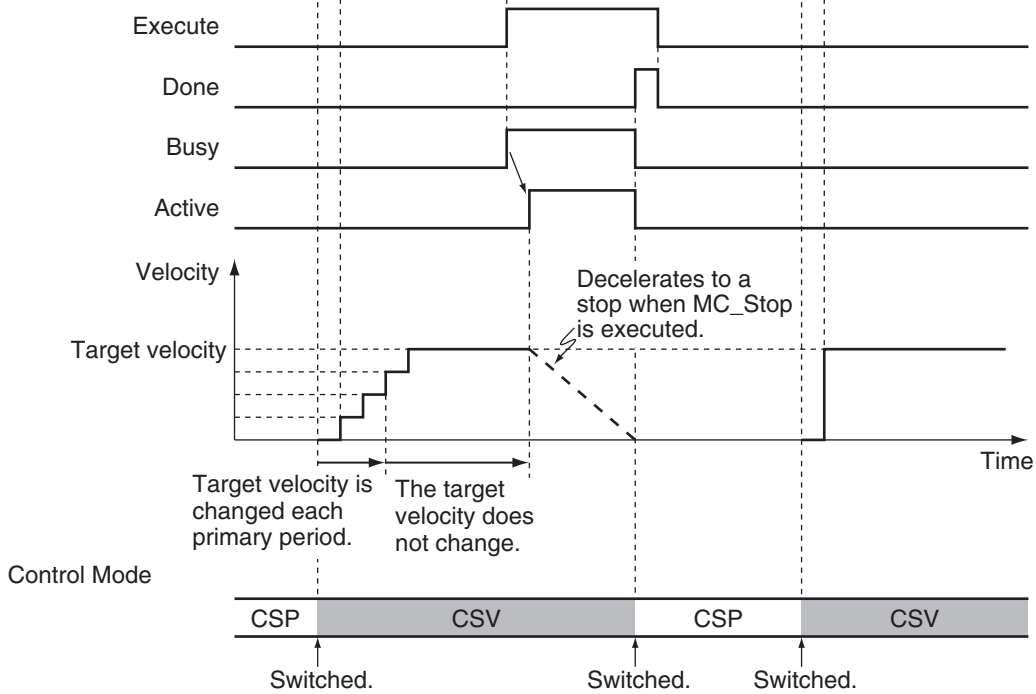 Execute
Done
Busy
Active
Velocity
Decelerates to a
stop when MC_Stop
is executed.
Target velocity
Time
Target velocity is
changed each
primary period.
The target
velocity does
not change.
Control Mode
CSP
CSV
CSP
CSV
Switched.
Switched.
Switched.